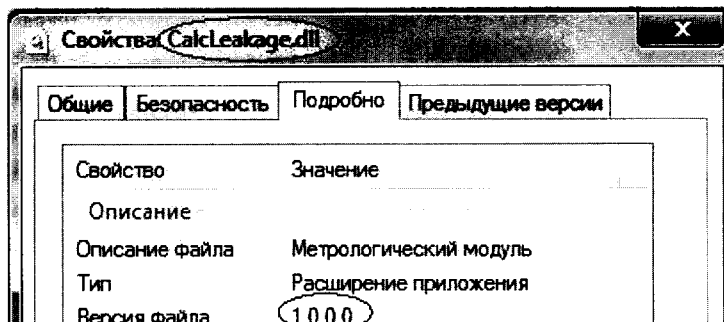 Свойства: CalcLeakage.dll
Общие Безопасность Подробно Предыдущие версии
Свойство Значение
Описание
Описание файла Метрологический модуль
Тип Расширение приложения
Версия файла 1.0.0.0